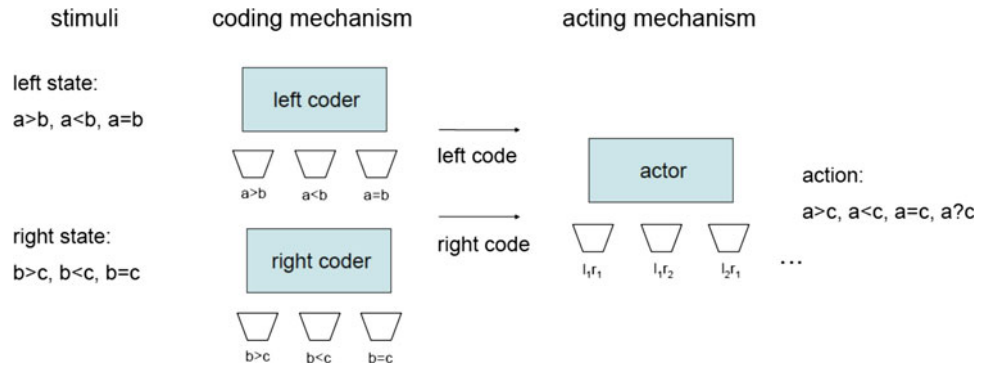 stimuli
coding mechanism
acting mechanism
left state:
a>b, a<b, a=b
left coder
a>b
a<b
a=b
left code
right state:
b>c, b<c, b=c
right coder
b>c
b<c
b=c
right code
actor
l₁r₁
l₁r₂
l₂r₁
...
action:
a>c, a<c, a=c, a?c